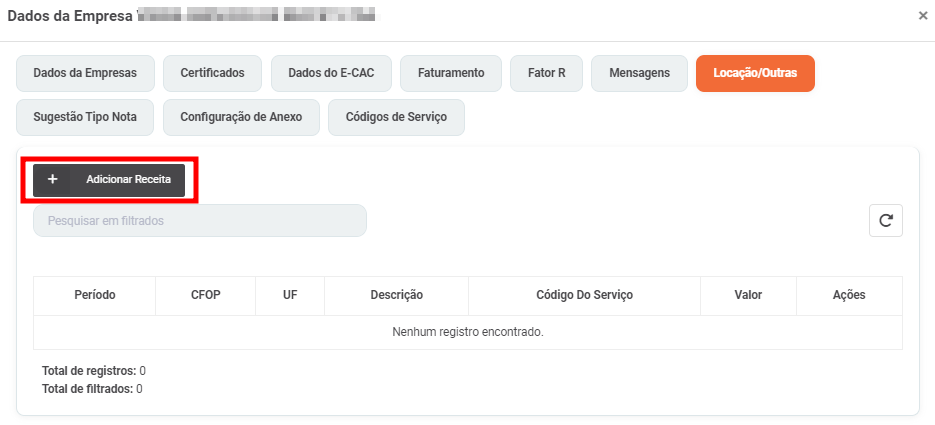 Dados da Empresa
×
Dados da Empresas Certificados Dados do E-CAC Faturamento Fator R Mensagens Locação/Outras
Sugestão Tipo Nota Configuração de Anexo Códigos de Serviço
+ Adicionar Receita
Pesquisar em filtrados
Período CFOP UF Descrição Código Do Serviço Valor Ações
Nenhum registro encontrado.
Total de registros: 0
Total de filtrados: 0